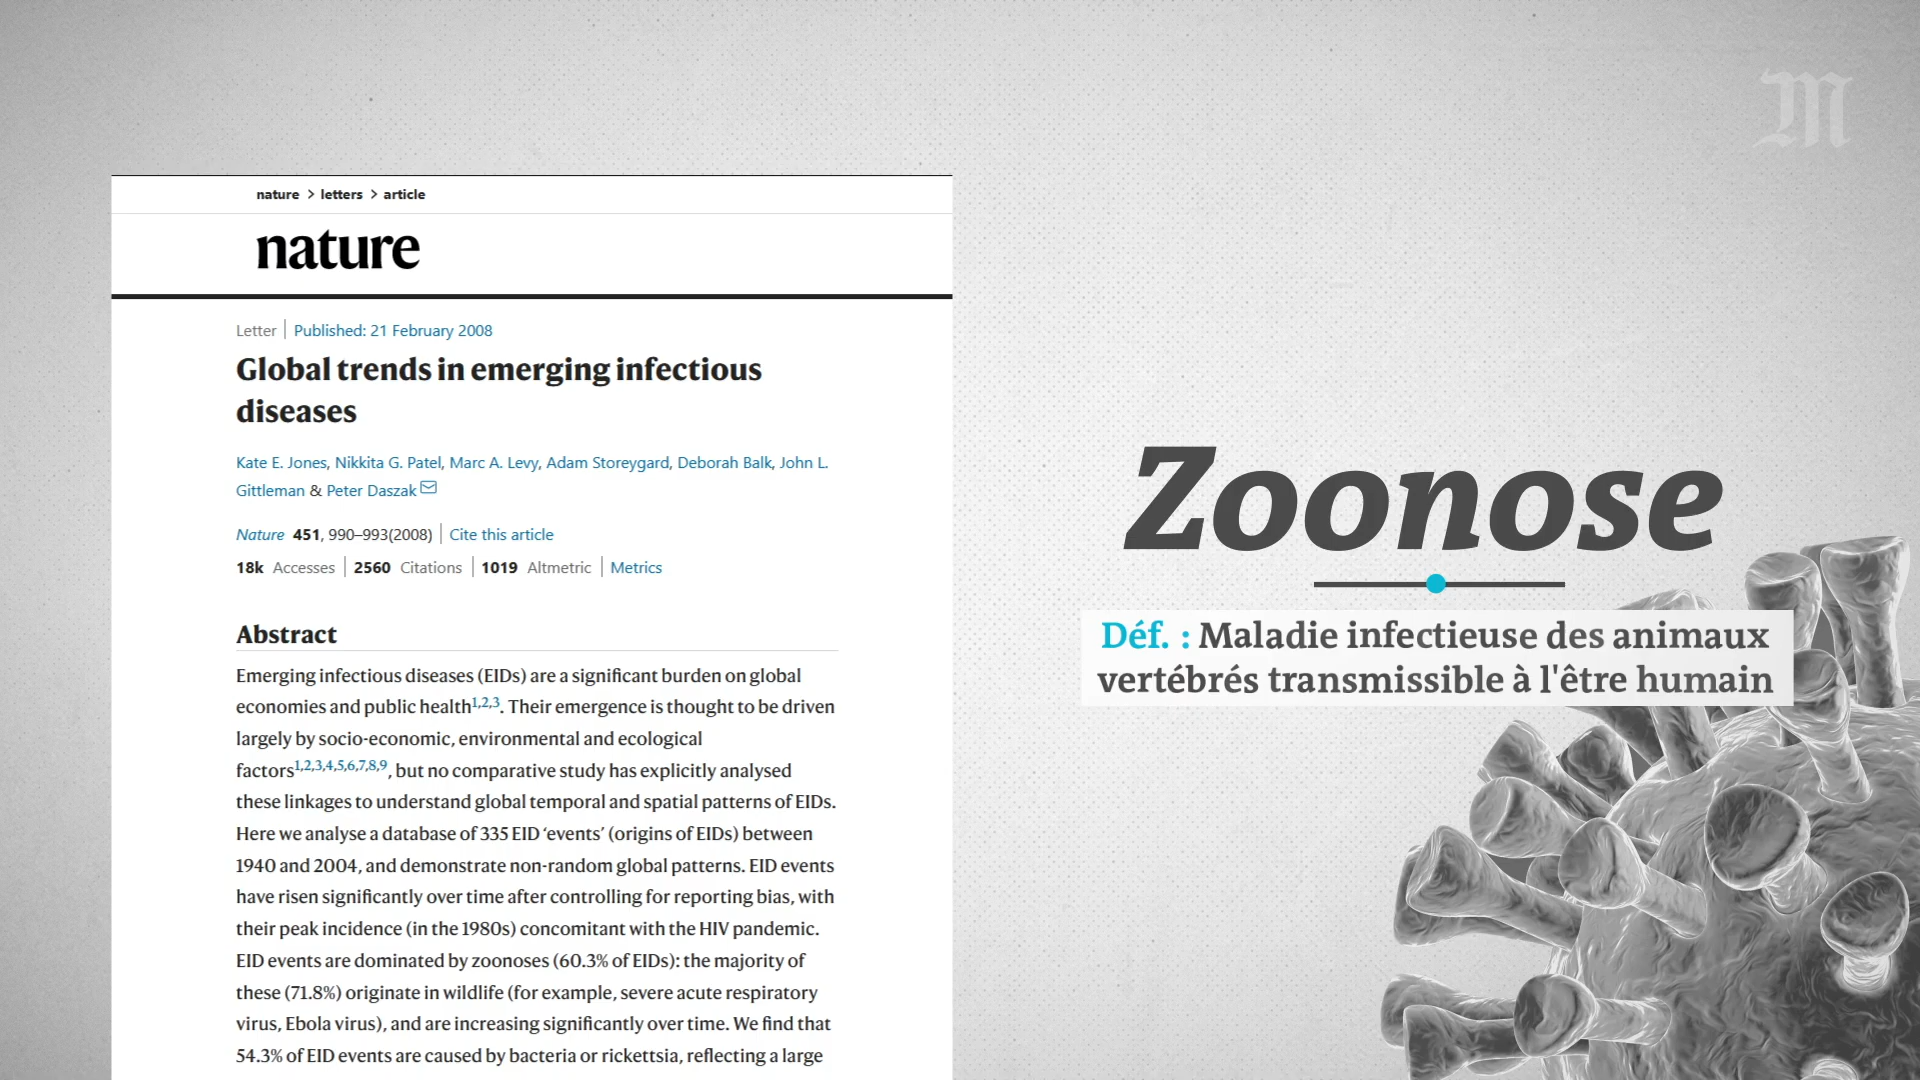 M
nature > letters > article
nature
Letter | Published: 21 February 2008
Global trends in emerging infectious
diseases
Kate E. Jones, Nikkita G. Patel, Marc A. Levy, Adam Storeygard, Deborah Balk, John L.
Gittleman & Peter Daszak
Nature 451, 990–993(2008) | Cite this article
18k Accesses | 2560 Citations | 1019 Altmetric | Metrics
Abstract
Emerging infectious diseases (EIDs) are a significant burden on global
economies and public health1,2,3. Their emergence is thought to be driven
largely by socio-economic, environmental and ecological
factors1,2,3,4,5,6,7,8,9, but no comparative study has explicitly analysed
these linkages to understand global temporal and spatial patterns of EIDs.
Here we analyse a database of 335 EID ‘events’ (origins of EIDs) between
1940 and 2004, and demonstrate non-random global patterns. EID events
have risen significantly over time after controlling for reporting bias, with
their peak incidence (in the 1980s) concomitant with the HIV pandemic.
EID events are dominated by zoonoses (60.3% of EIDs): the majority of
these (71.8%) originate in wildlife (for example, severe acute respiratory
virus, Ebola virus), and are increasing significantly over time. We find that
54.3% of EID events are caused by bacteria or rickettsia, reflecting a large
Zoonose
Déf. : Maladie infectieuse des animaux
vertébrés transmissible à l'être humain